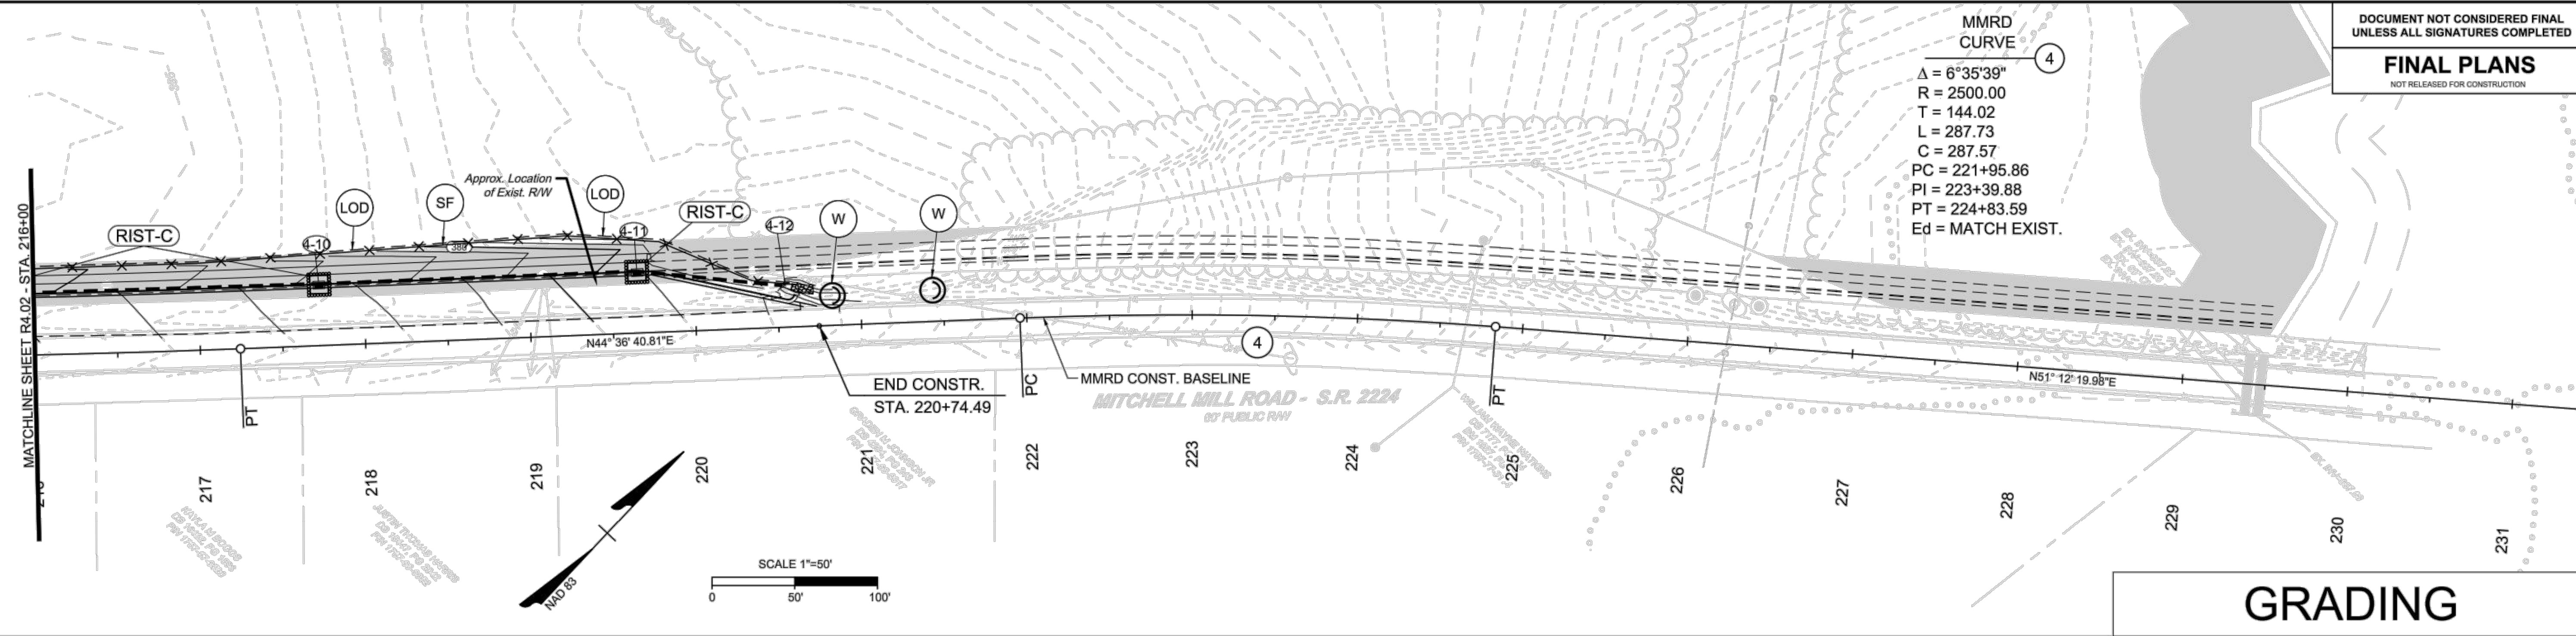 MMRD
CURVE
4
Δ = 6°35'39"
R = 2500.00
T = 144.02
L = 287.73
C = 287.57
PC = 221+95.86
PI = 223+39.88
PT = 224+83.59
Ed = MATCH EXIST.
DOCUMENT NOT CONSIDERED FINAL
UNLESS ALL SIGNATURES COMPLETED
FINAL PLANS
NOT RELEASED FOR CONSTRUCTION
MATCHLINE SHEET R4.02 - STA. 216+00
RIST-C
4-10
LOD
SF
388
Approx. Location
of Exist. R/W
LOD
4-11
RIST-C
4-12
W
W
N44° 36' 40.81"E
PT
END CONSTR.
STA. 220+74.49
PC
MMRD CONST. BASELINE
4
MITCHELL MILL ROAD - S.R. 2224
60' PUBLIC R/W
PT
N51° 12' 19.98"E
217
218
219
220
221
222
223
224
225
226
227
228
229
230
231
NAD 83
SCALE 1"=50'
0
50'
100'
GRADING